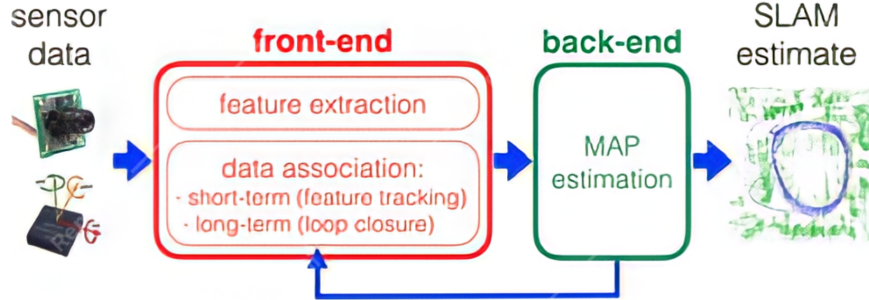 sensor
data
front-end
back-end
SLAM
estimate
feature extraction
data association:
- short-term (feature tracking)
- long-term (loop closure)
MAP
estimation